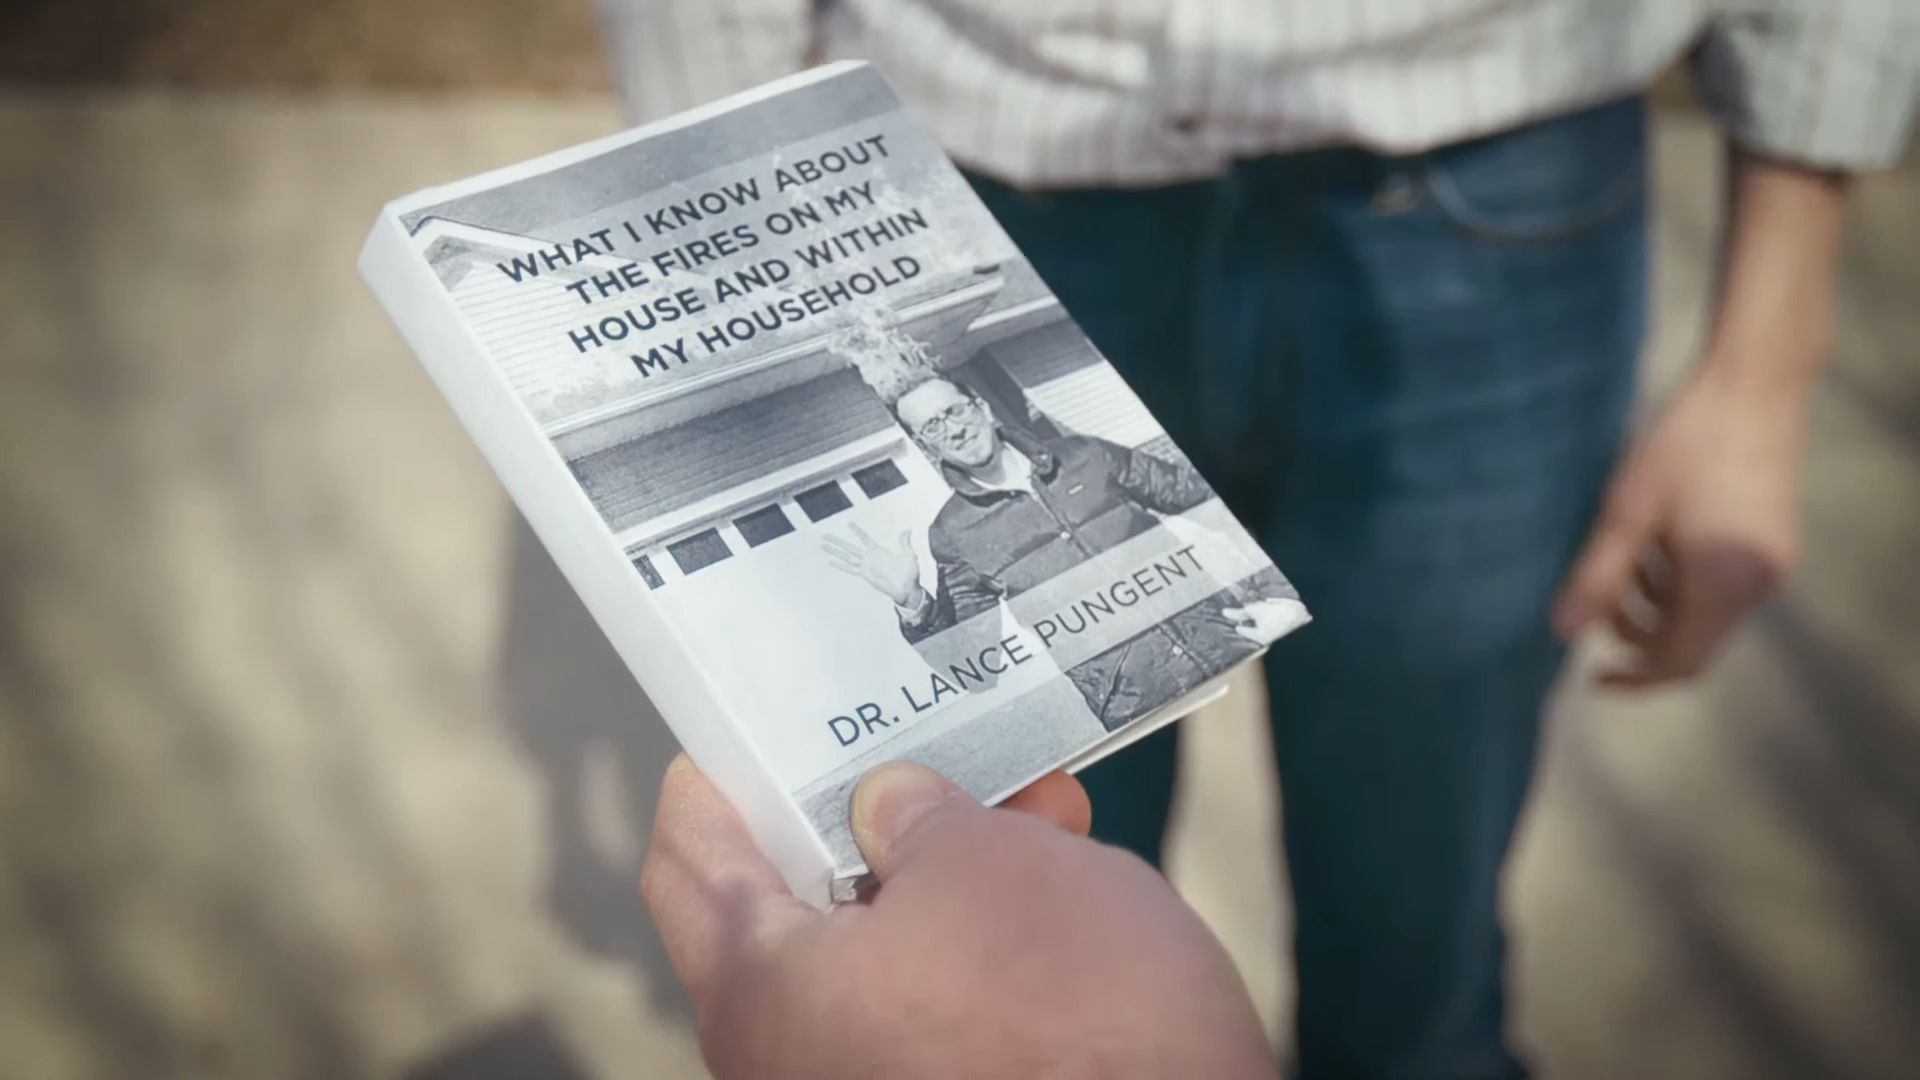 WHAT I KNOW ABOUT
THE FIRES ON MY
HOUSE AND WITHIN
MY HOUSEHOLD
DR. LANCE PUNGENT